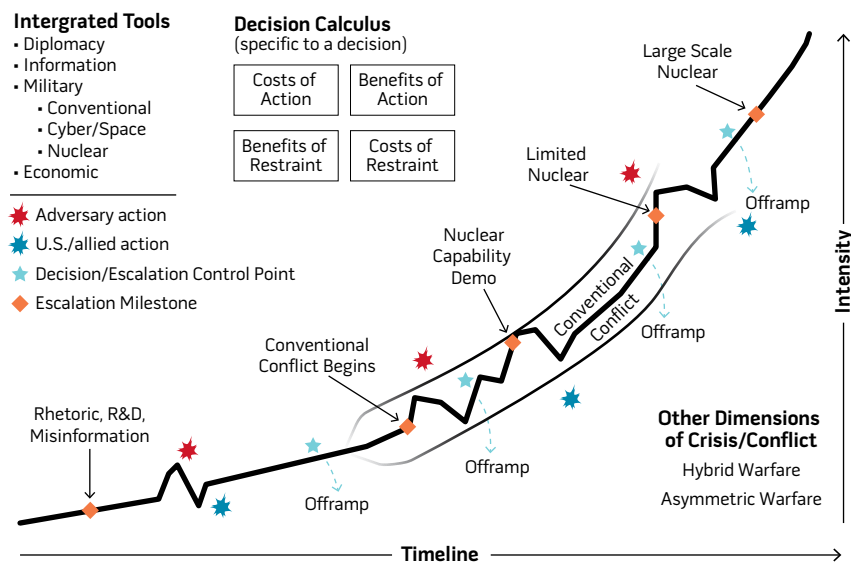 Intergrated Tools
▪ Diplomacy
▪ Information
▪ Military
▪ Conventional
▪ Cyber/Space
▪ Nuclear
▪ Economic
Adversary action
U.S./allied action
Decision/Escalation Control Point
Escalation Milestone
Decision Calculus
(specific to a decision)
Costs of
Action
Benefits of
Action
Benefits of
Restraint
Costs of
Restraint
Large Scale
Nuclear
Limited
Nuclear
Offramp
Nuclear
Capability
Demo
Conventional
Conflict
Offramp
Conventional
Conflict Begins
Offramp
Rhetoric, R&D,
Misinformation
Offramp
Intensity
Other Dimensions
of Crisis/Conflict
Hybrid Warfare
Asymmetric Warfare
Timeline